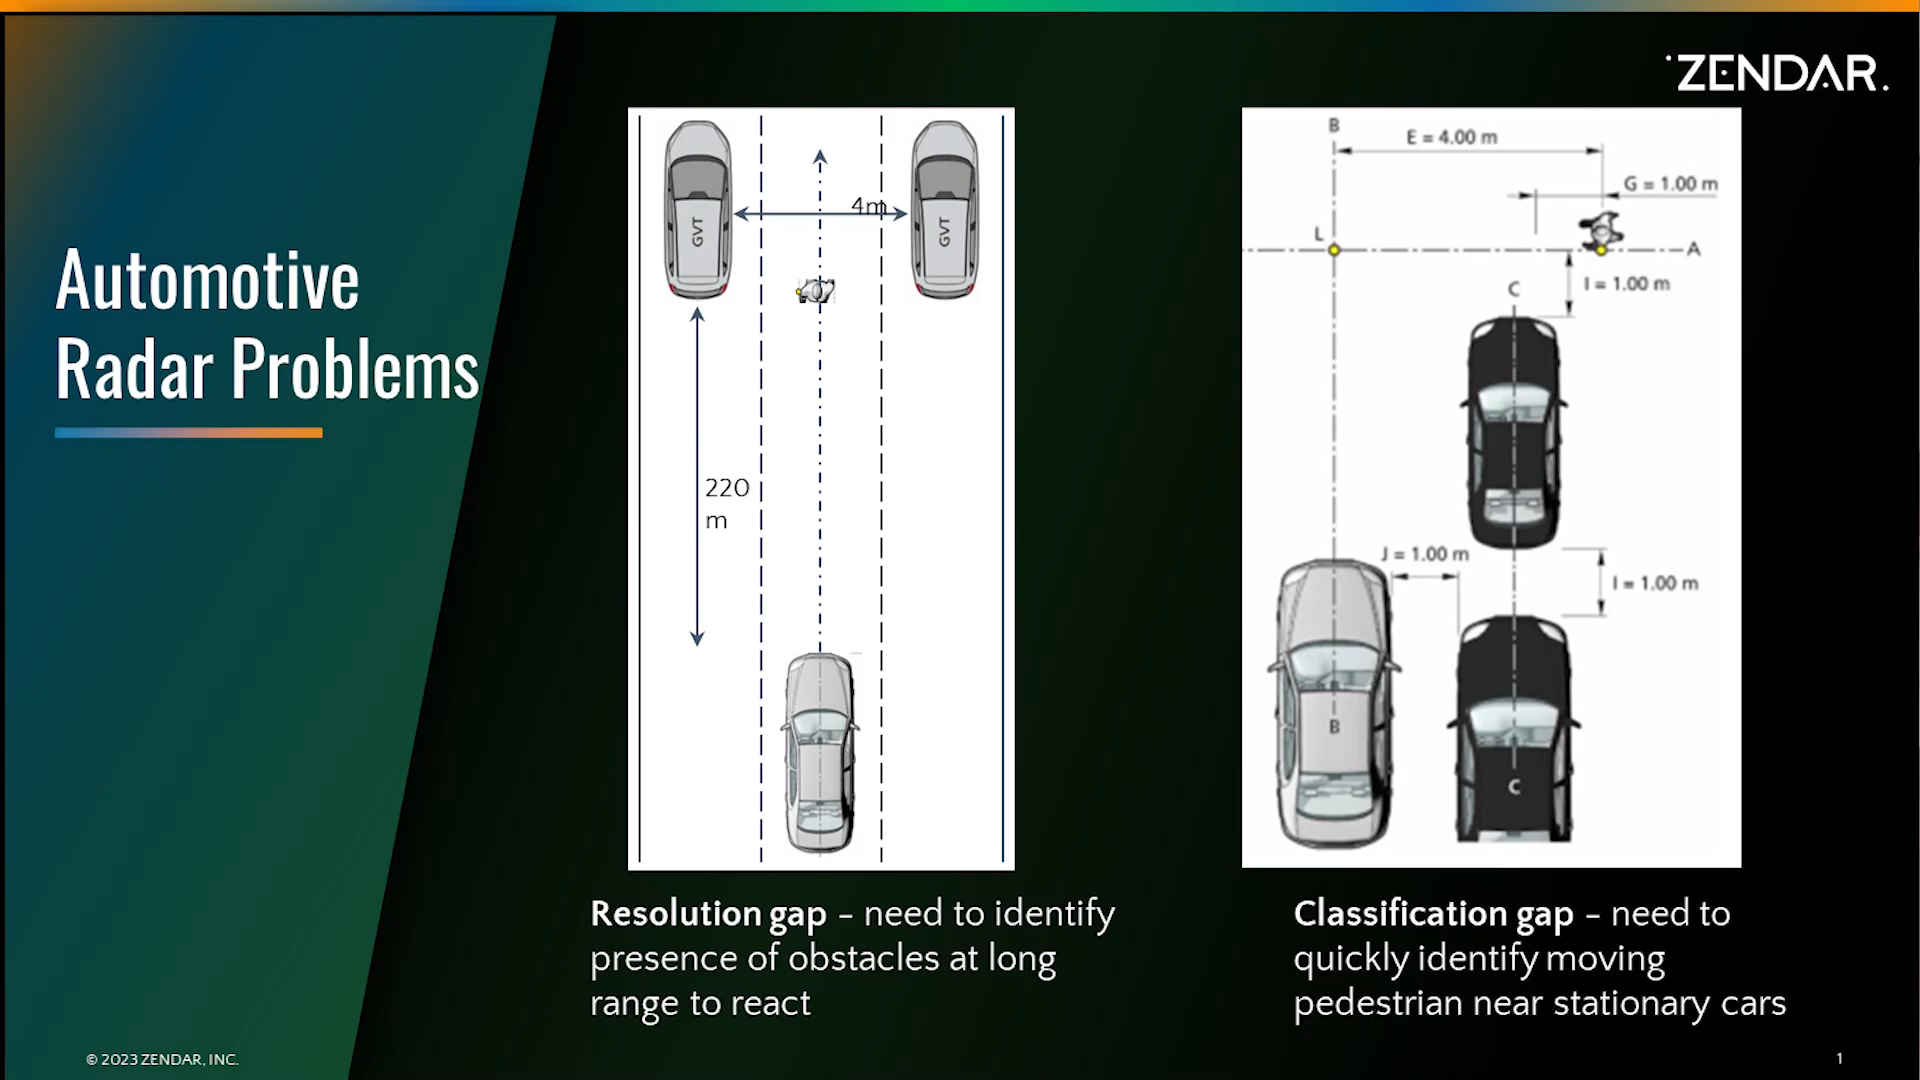 ZENDAR.
Automotive
Radar Problems
GVT
4m
GVT
220
m
B
E = 4.00 m
G = 1.00 m
L
A
I = 1.00 m
C
J = 1.00 m
I = 1.00 m
B
C
Resolution gap - need to identify
presence of obstacles at long
range to react
Classification gap - need to
quickly identify moving
pedestrian near stationary cars
© 2023 ZENDAR, INC.
1